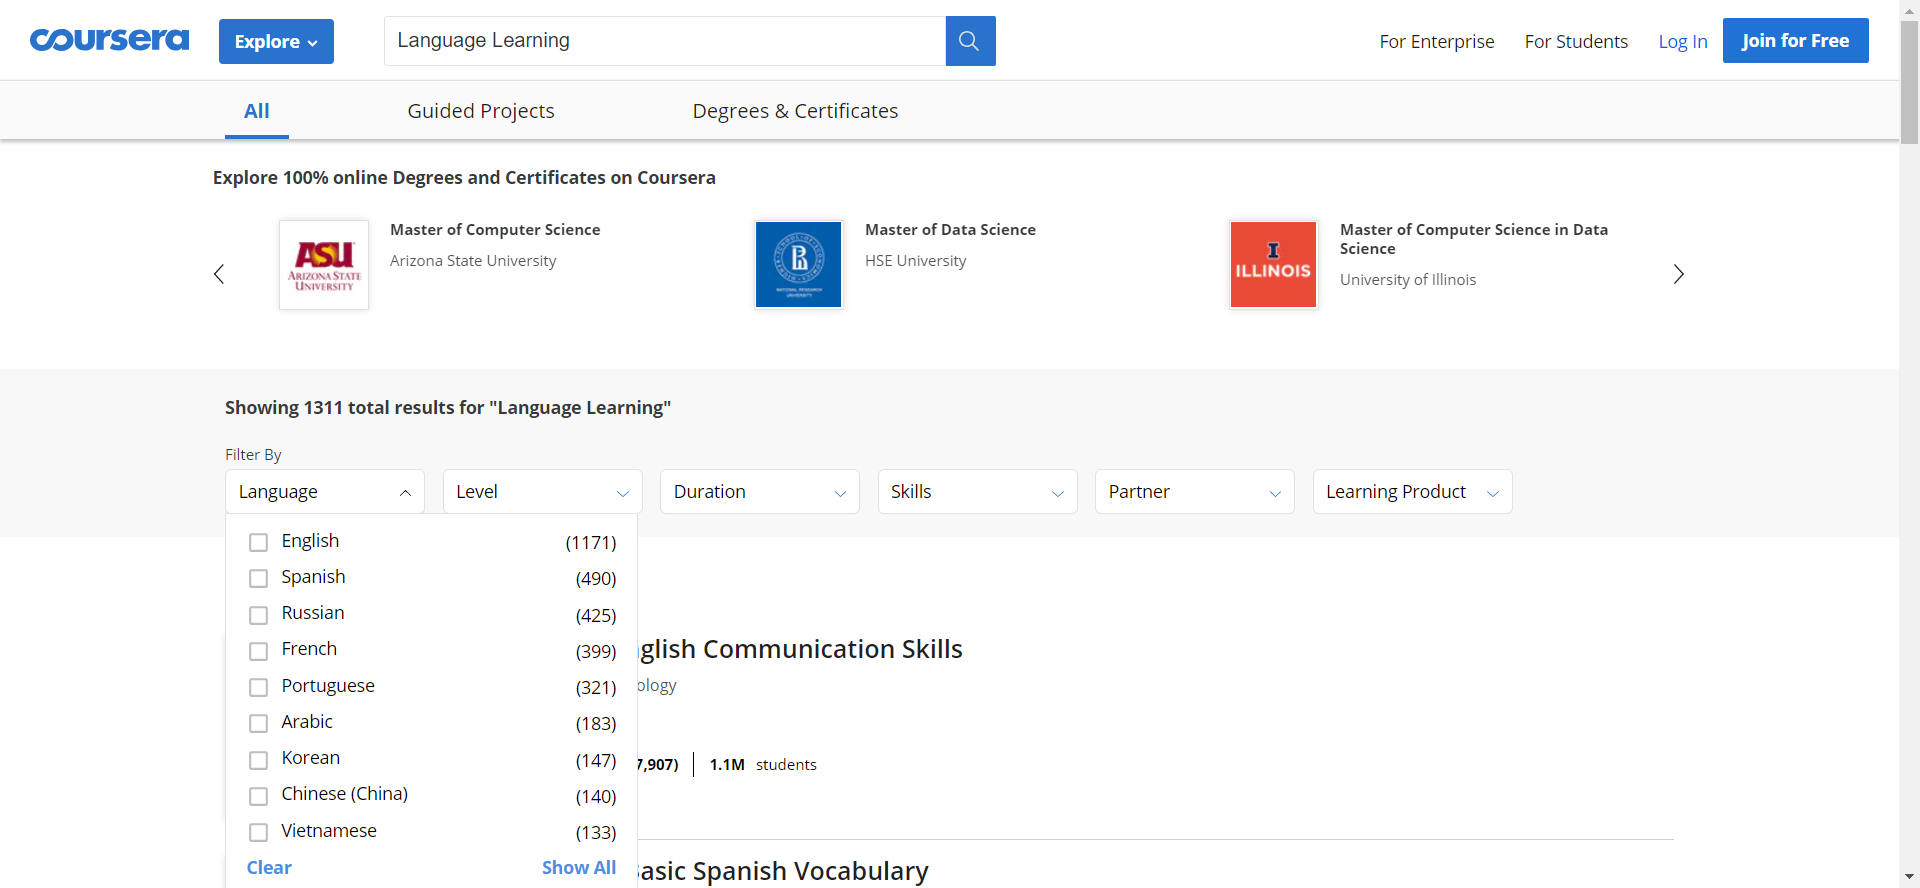 coursera
Explore
Language Learning
For Enterprise
For Students
Log In
Join for Free
All
Guided Projects
Degrees & Certificates
Explore 100% online Degrees and Certificates on Coursera
ASU
ARIZONA STATE
UNIVERSITY
Master of Computer Science
Arizona State University
Master of Data Science
HSE University
I
ILLINOIS
Master of Computer Science in Data
Science
University of Illinois
Showing 1311 total results for "Language Learning"
Filter By
Language
Level
Duration
Skills
Partner
Learning Product
English (1171)
Spanish (490)
Russian (425)
French (399)
Portuguese (321)
Arabic (183)
Korean (147)
Chinese (China) (140)
Vietnamese (133)
Clear
Show All
glish Communication Skills
ology
7,907)
1.1M students
asic Spanish Vocabulary